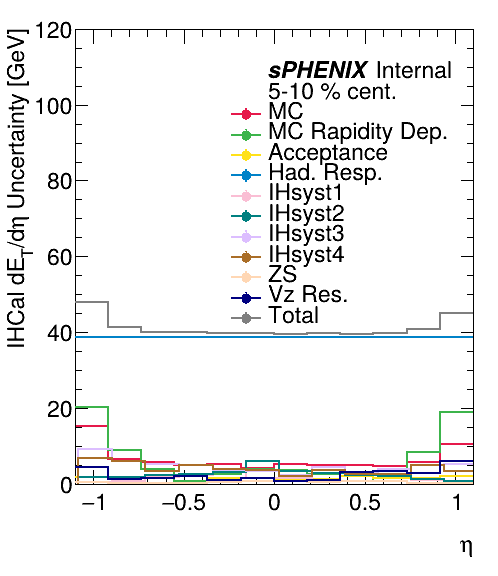 IHCal dE_T/dη Uncertainty [GeV]
120
100
80
60
40
20
0
sPHENIX Internal
5-10 % cent.
MC
MC Rapidity Dep.
Acceptance
Had. Resp.
IHsyst1
IHsyst2
IHsyst3
IHsyst4
ZS
Vz Res.
Total
−1 −0.5 0 0.5 1
η